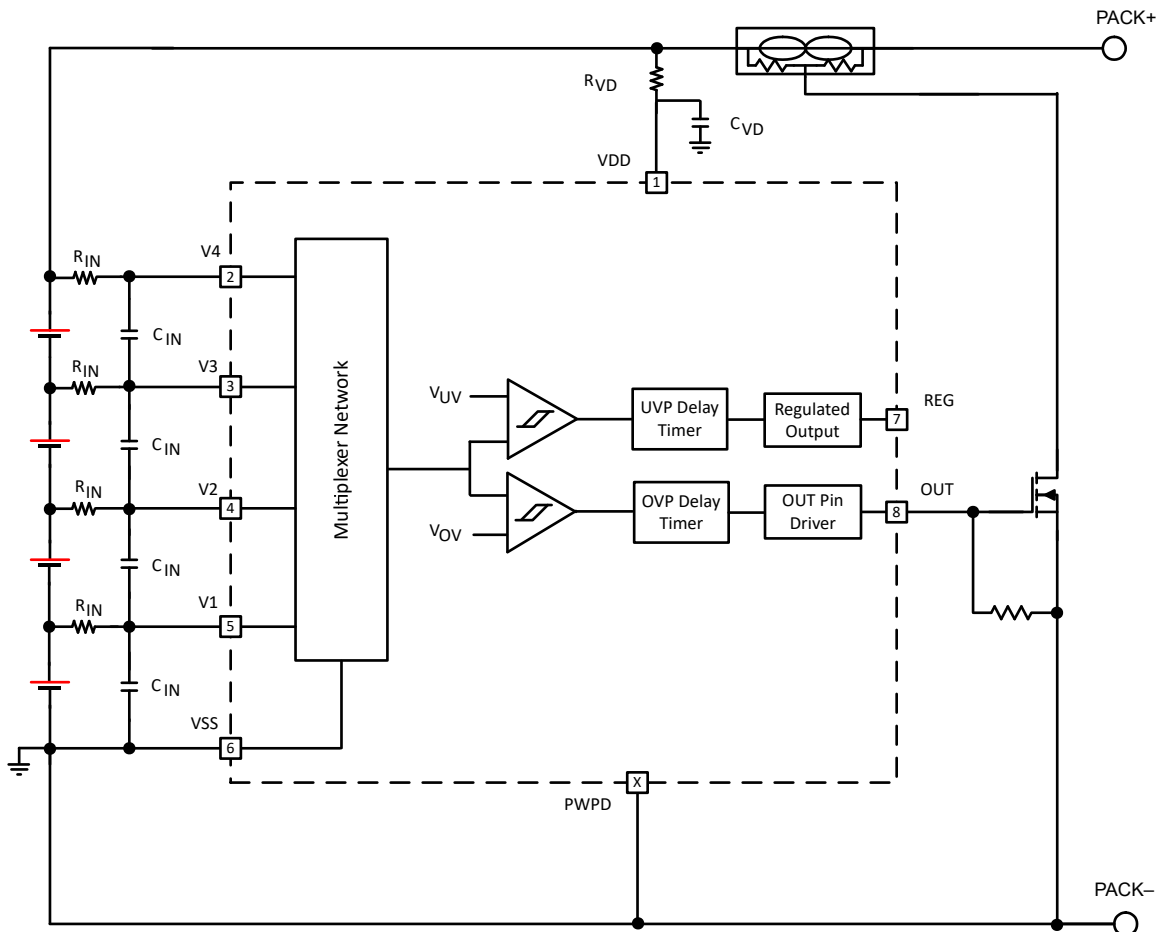 PACK+
RVD
CVD
VDD
1
RIN
V4
2
CIN
RIN
V3
3
CIN
RIN
V2
4
CIN
RIN
V1
5
CIN
VSS
6
Multiplexer Network
VUV
UVP Delay
Timer
Regulated
Output
REG
7
VOV
OVP Delay
Timer
OUT Pin
Driver
OUT
8
X
PWPD
PACK–